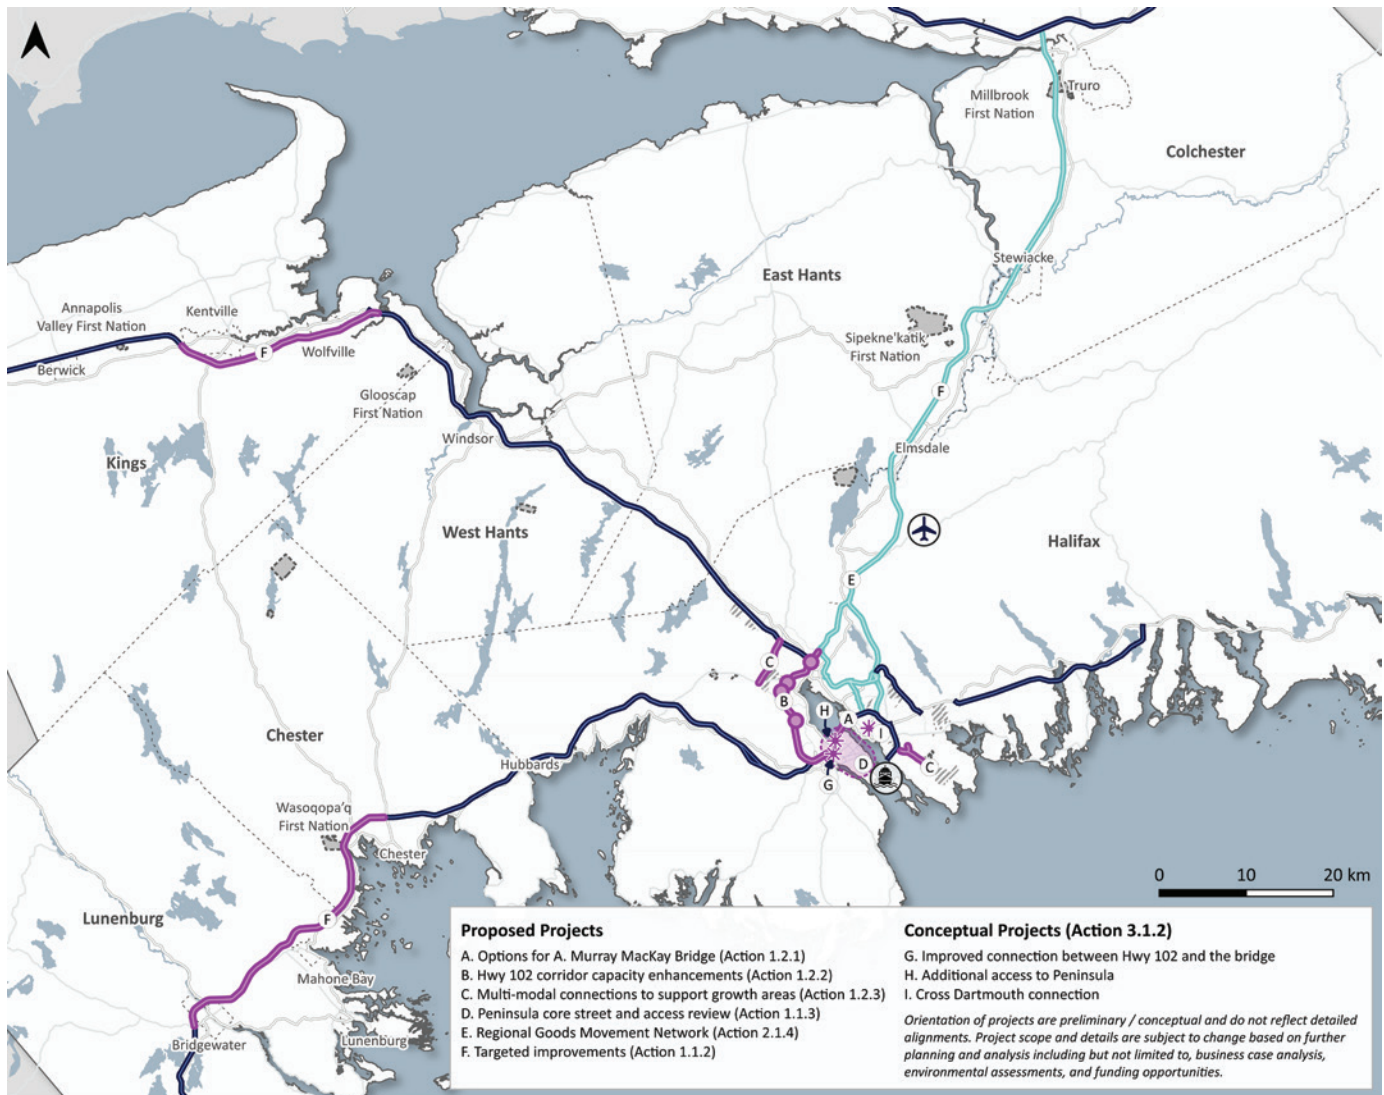 Truro
Millbrook
First Nation
Colchester
Stewiacke
East Hants
Annapolis
Valley First Nation
Kentville
Sipekne'katik
First Nation
F
Wolfville
Berwick
Glooscap
First Nation
F
Windsor
Elmsdale
Kings
West Hants
Halifax
E
C
B
H
A
I
Chester
D
C
Hubbards
G
Wasoqopa'q
First Nation
Chester
0 10 20 km
Lunenburg
F
Mahone Bay
Lunenburg
Bridgewater
Proposed Projects
A. Options for A. Murray MacKay Bridge (Action 1.2.1)
B. Hwy 102 corridor capacity enhancements (Action 1.2.2)
C. Multi-modal connections to support growth areas (Action 1.2.3)
D. Peninsula core street and access review (Action 1.1.3)
E. Regional Goods Movement Network (Action 2.1.4)
F. Targeted improvements (Action 1.1.2)
Conceptual Projects (Action 3.1.2)
G. Improved connection between Hwy 102 and the bridge
H. Additional access to Peninsula
I. Cross Dartmouth connection
Orientation of projects are preliminary / conceptual and do not reflect detailed
alignments. Project scope and details are subject to change based on further
planning and analysis including but not limited to, business case analysis,
environmental assessments, and funding opportunities.